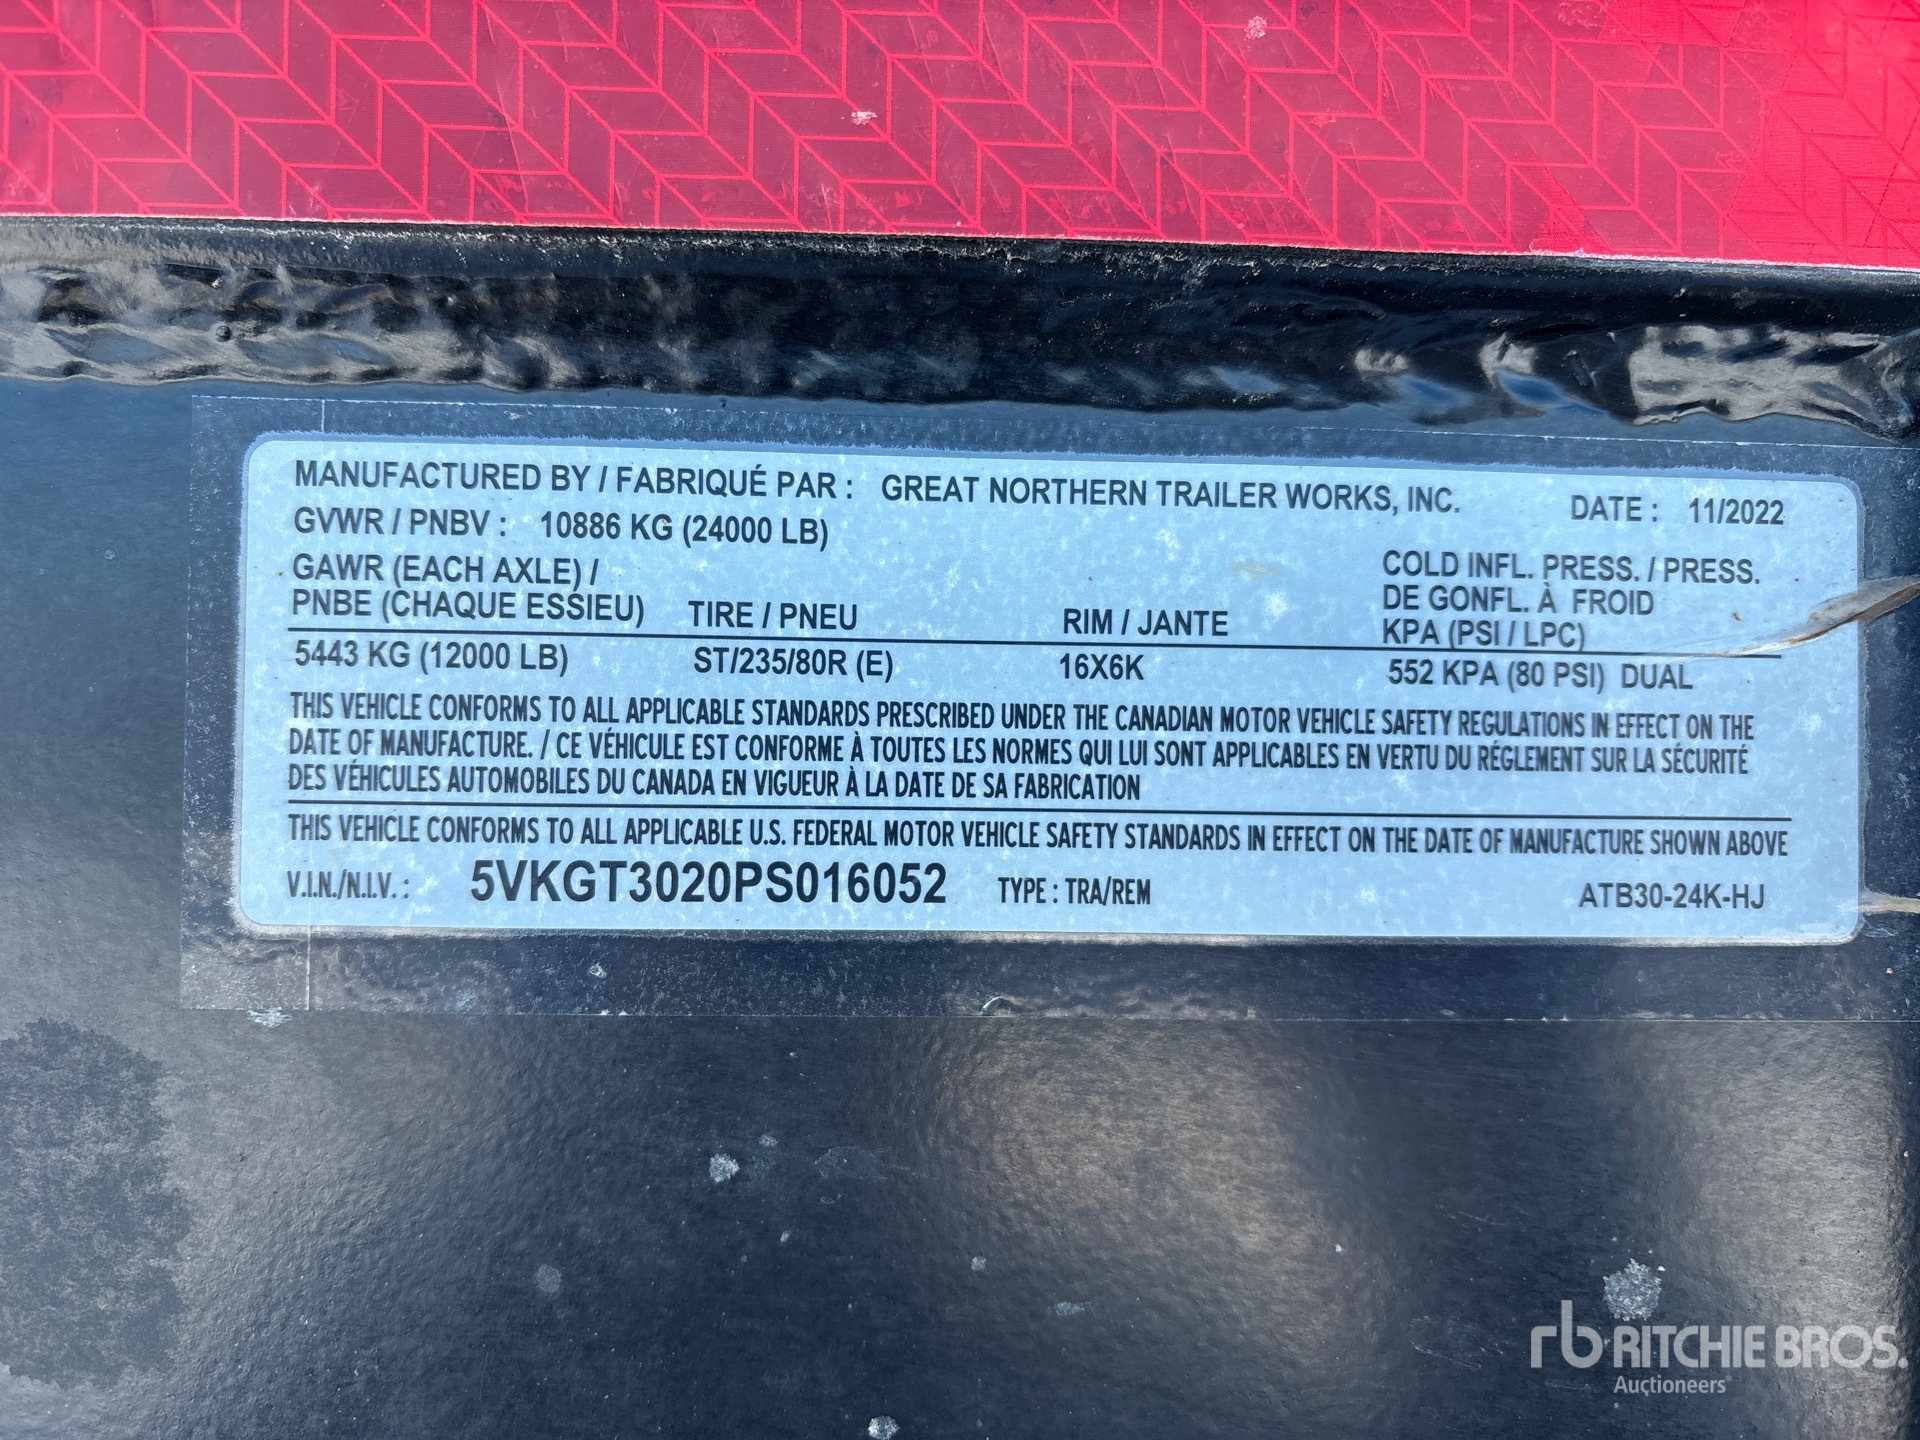 MANUFACTURED BY / FABRIQUÉ PAR : GREAT NORTHERN TRAILER WORKS, INC. DATE : 11/2022
GVWR / PNBV : 10886 KG (24000 LB)
GAWR (EACH AXLE) /
PNBE (CHAQUE ESSIEU) TIRE / PNEU RIM / JANTE
COLD INFL. PRESS. / PRESS.
DE GONFL. À FROID
KPA (PSI / LPC)
5443 KG (12000 LB) ST/235/80R (E) 16X6K 552 KPA (80 PSI) DUAL
THIS VEHICLE CONFORMS TO ALL APPLICABLE STANDARDS PRESCRIBED UNDER THE CANADIAN MOTOR VEHICLE SAFETY REGULATIONS IN EFFECT ON THE
DATE OF MANUFACTURE. / CE VÉHICULE EST CONFORME À TOUTES LES NORMES QUI LUI SONT APPLICABLES EN VERTU DU RÉGLEMENT SUR LA SÉCURITÉ
DES VÉHICULES AUTOMOBILES DU CANADA EN VIGUEUR À LA DATE DE SA FABRICATION
THIS VEHICLE CONFORMS TO ALL APPLICABLE U.S. FEDERAL MOTOR VEHICLE SAFETY STANDARDS IN EFFECT ON THE DATE OF MANUFACTURE SHOWN ABOVE
V.I.N./N.I.V. : 5VKGT3020PS016052 TYPE : TRA/REM ATB30-24K-HJ
rb RITCHIE BROS.
Auctioneers